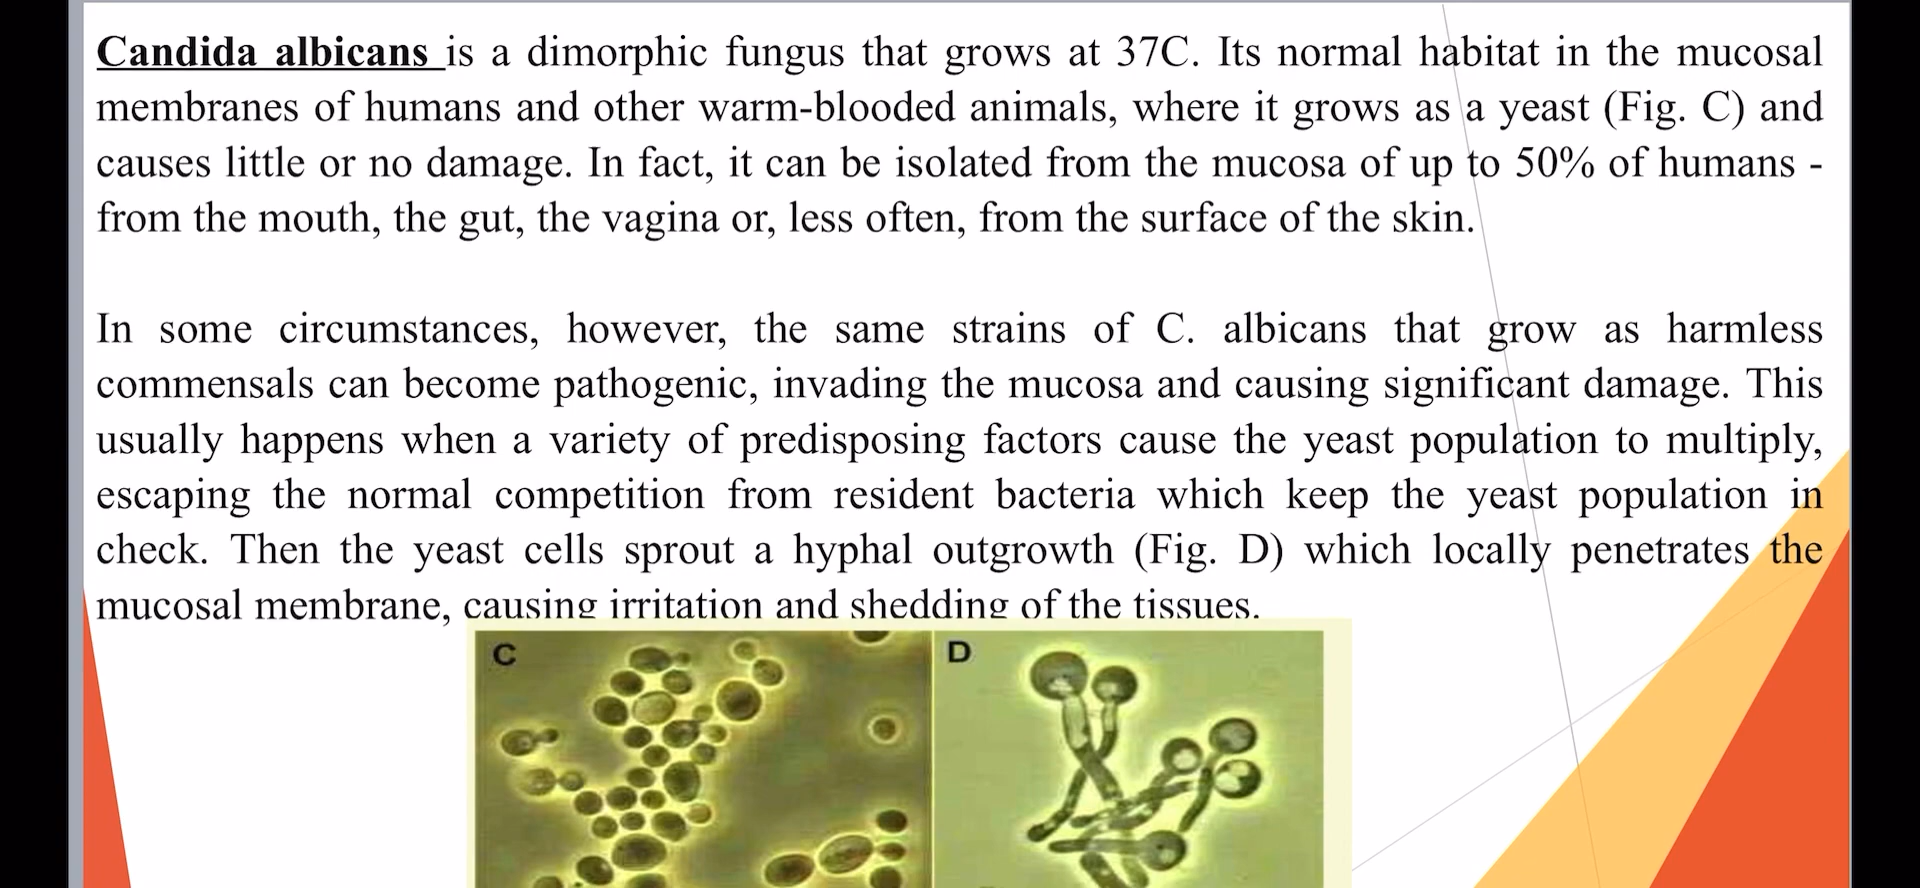 Candida albicans is a dimorphic fungus that grows at 37C. Its normal habitat in the mucosal
membranes of humans and other warm-blooded animals, where it grows as a yeast (Fig. C) and
causes little or no damage. In fact, it can be isolated from the mucosa of up to 50% of humans -
from the mouth, the gut, the vagina or, less often, from the surface of the skin.
In some circumstances, however, the same strains of C. albicans that grow as harmless
commensals can become pathogenic, invading the mucosa and causing significant damage. This
usually happens when a variety of predisposing factors cause the yeast population to multiply,
escaping the normal competition from resident bacteria which keep the yeast population in
check. Then the yeast cells sprout a hyphal outgrowth (Fig. D) which locally penetrates the
mucosal membrane, causing irritation and shedding of the tissues.
C
D